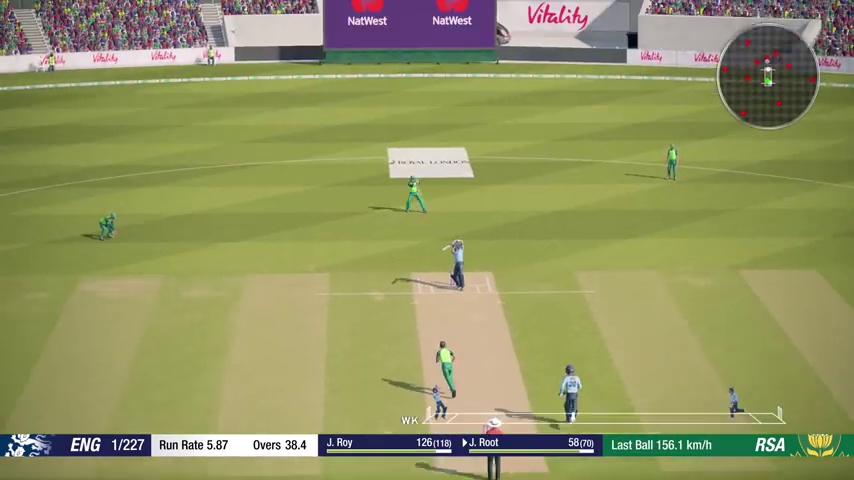 NatWest NatWest
Vitality
Vitality Vitality Vitality Vitality Vitality
ROYAL LONDON
WK
ENG 1/227 Run Rate 5.87 Overs 38.4 J. Roy 126 (118) J. Root 58 (70) Last Ball 156.1 km/h RSA